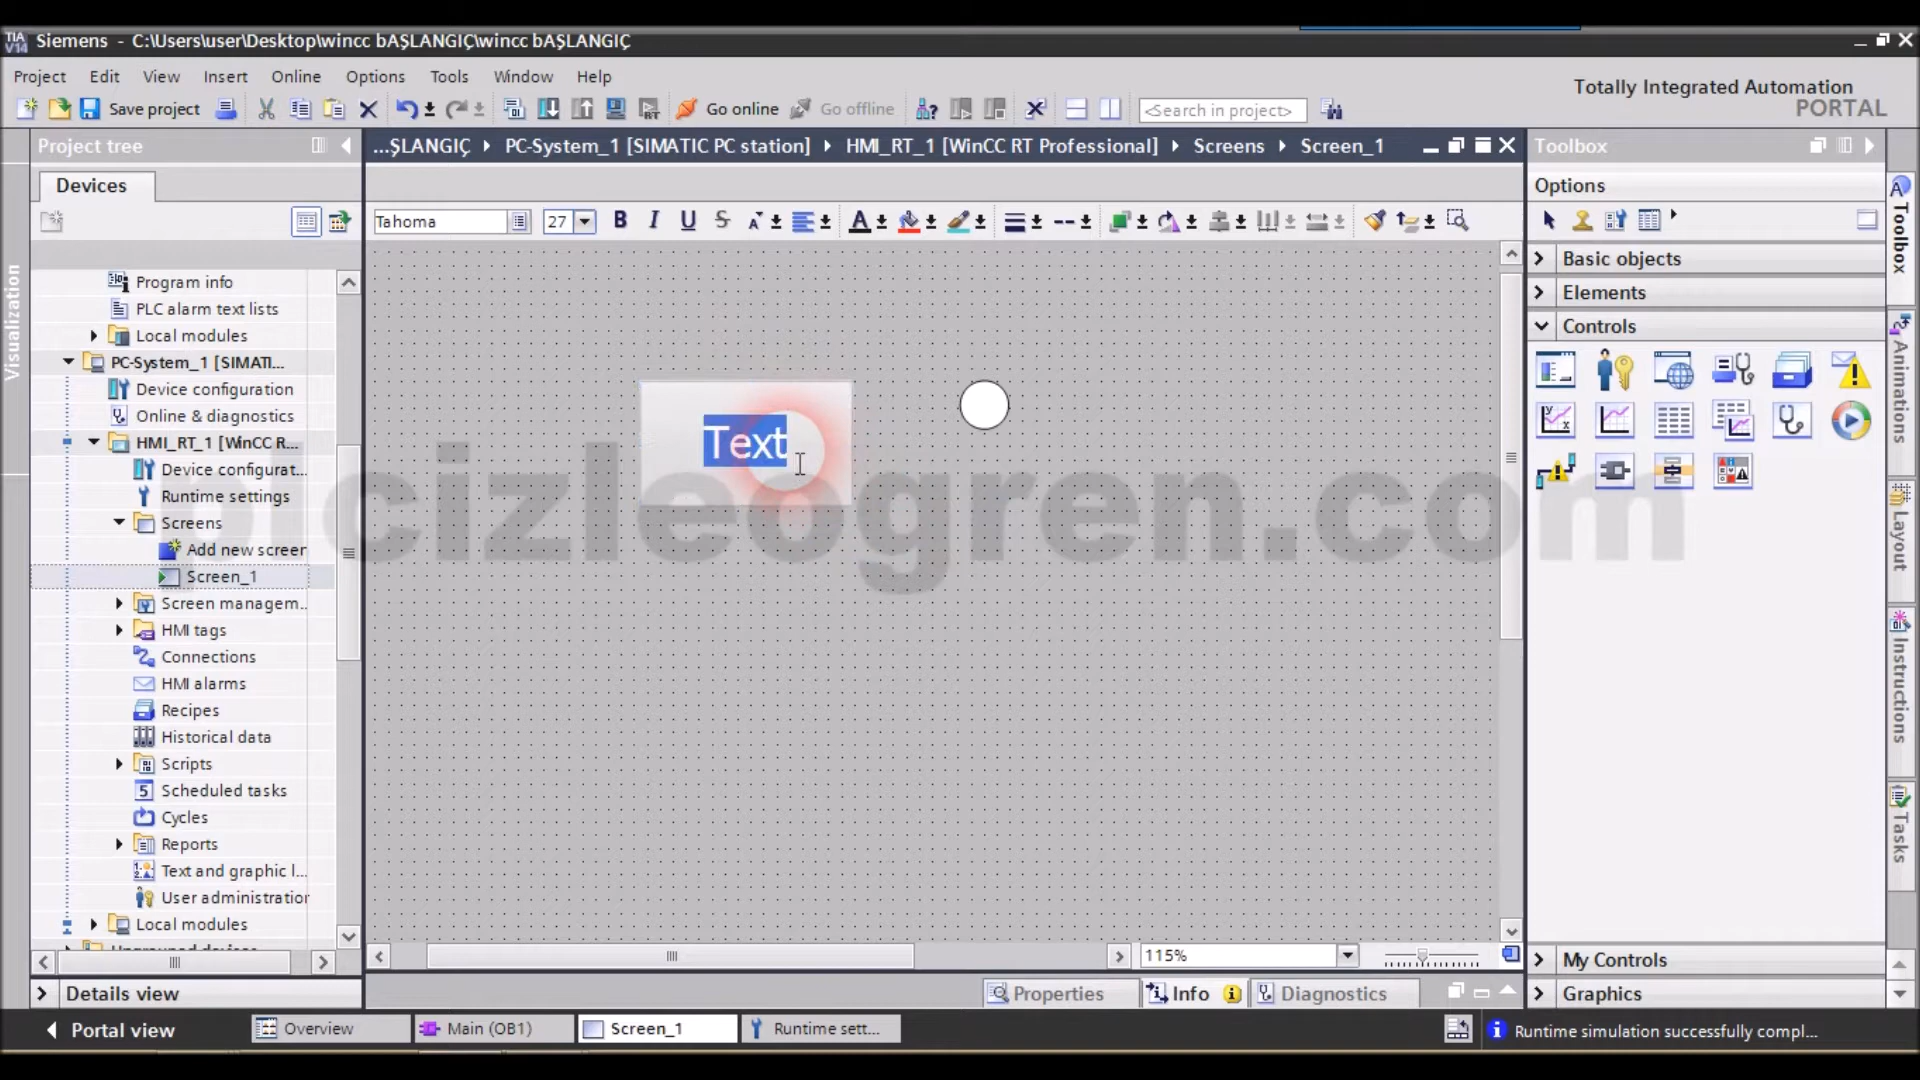 TIA
V14
Siemens - C:\Users\user\Desktop\wincc bAŞLANGIÇ\wincc bAŞLANGIÇ
Project Edit View Insert Online Options Tools Window Help
Totally Integrated Automation
PORTAL
Save project
Go online
Go offline
<Search in project>
Project tree
...ŞLANGIÇ PC-System_1 [SIMATIC PC station] HMI_RT_1 [WinCC RT Professional] Screens Screen_1
Toolbox
Devices
Options
Tahoma 27 B I U S
Visualization
Program info
PLC alarm text lists
Local modules
PC-System_1 [SIMATI...
Device configuration
Online & diagnostics
HMI_RT_1 [WinCC R...
Device configurat...
Runtime settings
Screens
Add new screen
Screen_1
Screen managem..
HMI tags
Connections
HMI alarms
Recipes
Historical data
Scripts
Scheduled tasks
Cycles
Reports
Text and graphic l...
User administration
Local modules
Details view
Text
plcizleogren.com
115%
Properties Info Diagnostics
Basic objects
Elements
Controls
My Controls
Graphics
Toolbox
Animations
Layout
Instructions
Tasks
Portal view Overview Main (OB1) Screen_1 Runtime sett... Runtime simulation successfully compl...